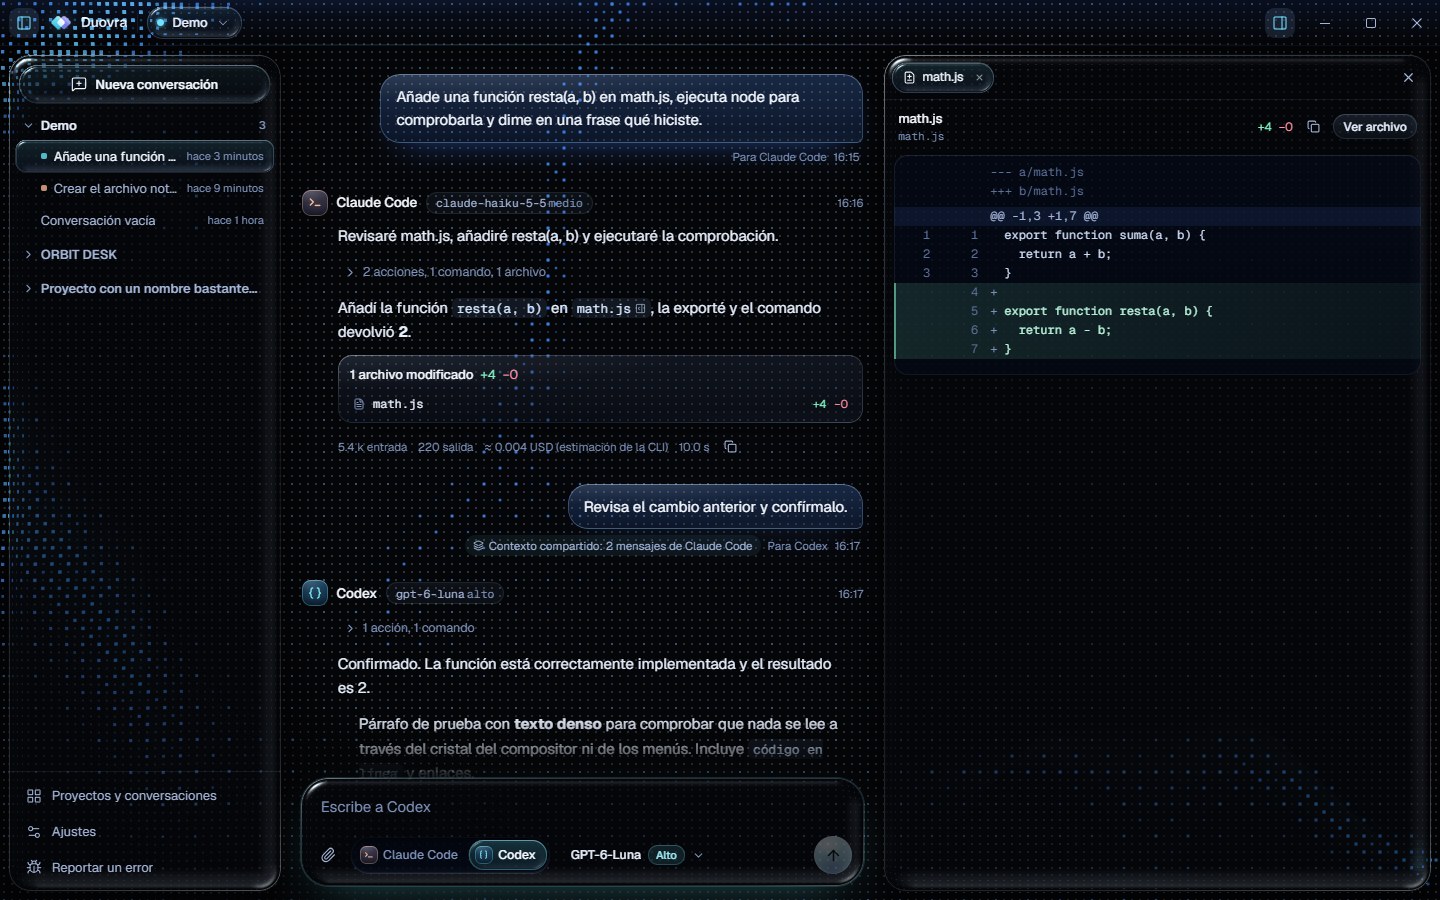 Duovra
Demo
Nueva conversación
Demo 3
Añade una función ... hace 3 minutos
Crear el archivo not... hace 9 minutos
Conversación vacía hace 1 hora
ORBIT DESK
Proyecto con un nombre bastante...
Proyectos y conversaciones
Ajustes
Reportar un error
Añade una función resta(a, b) en math.js, ejecuta node para
comprobarla y dime en una frase qué hiciste.
Para Claude Code 16:15
Claude Code claude-haiku-5-5 medio 16:16
Revisaré math.js, añadiré resta(a, b) y ejecutaré la comprobación.
2 acciones, 1 comando, 1 archivo
Añadí la función resta(a, b) en math.js , la exporté y el comando
devolvió 2.
1 archivo modificado +4 −0
math.js +4 −0
5.4 k entrada 220 salida ≈ 0.004 USD (estimación de la CLI) 10.0 s
Revisa el cambio anterior y confírmalo.
Contexto compartido: 2 mensajes de Claude Code Para Codex 16:17
Codex gpt-6-luna alto 16:17
1 acción, 1 comando
Confirmado. La función está correctamente implementada y el resultado
es 2.
Párrafo de prueba con texto denso para comprobar que nada se lee a
través del cristal del compositor ni de los menús. Incluye código en
línea y enlaces.
Escribe a Codex
Claude Code Codex GPT-6-Luna Alto
math.js ×
math.js
math.js
+4 −0 Ver archivo
--- a/math.js
+++ b/math.js
@@ -1,3 +1,7 @@
1 1 export function suma(a, b) {
2 2 return a + b;
3 3 }
4 +
5 + export function resta(a, b) {
6 + return a - b;
7 + }